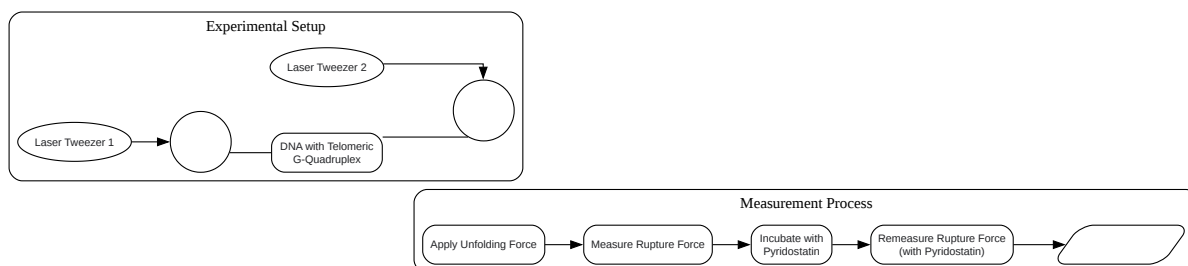 Experimental Setup
Laser Tweezer 2
Laser Tweezer 1
DNA with Telomeric
G-Quadruplex
Measurement Process
Apply Unfolding Force
Measure Rupture Force
Incubate with
Pyridostatin
Remeasure Rupture Force
(with Pyridostatin)